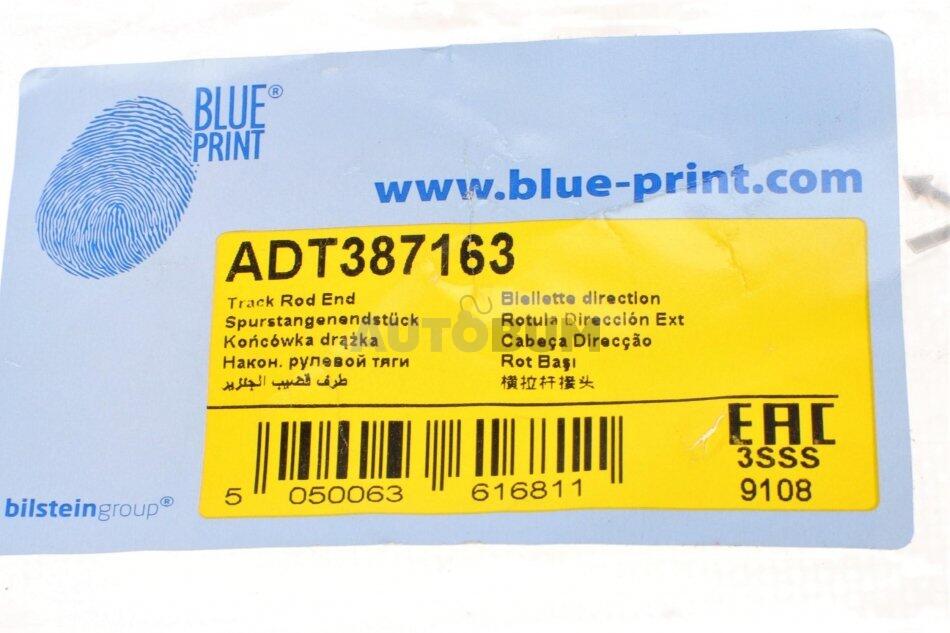 BLUE®
PRINT
www.blue-print.com
ADT387163
Track Rod End
Spurstangenendstück
Końcówka drążka
Након. рулевой тяги
طرف قضيب الجنزير
Biellette direction
Rotula Dirección Ext
Cabeça Direcção
Rot Başı
横拉杆接头
AUTOBUM
EAC
3SSS
9108
5 050063 616811
bilsteingroup®